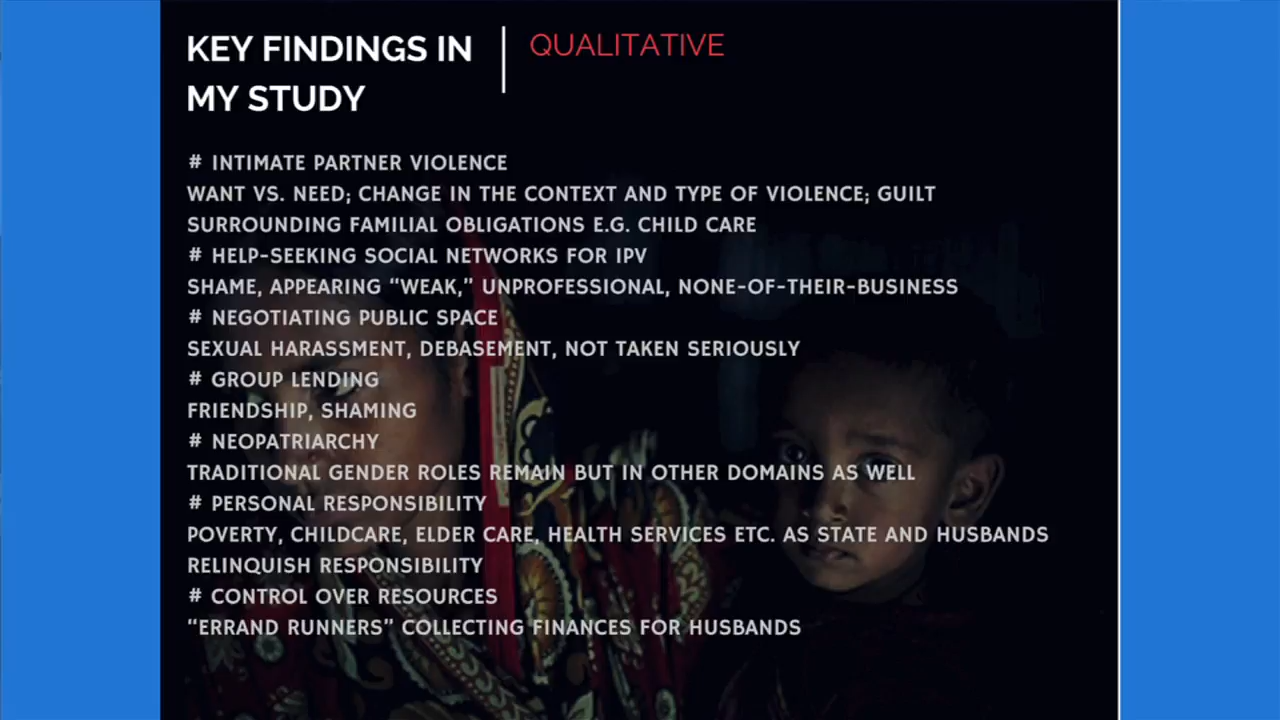 KEY FINDINGS IN
MY STUDY
QUALITATIVE
# INTIMATE PARTNER VIOLENCE
WANT VS. NEED; CHANGE IN THE CONTEXT AND TYPE OF VIOLENCE; GUILT
SURROUNDING FAMILIAL OBLIGATIONS E.G. CHILD CARE
# HELP-SEEKING SOCIAL NETWORKS FOR IPV
SHAME, APPEARING “WEAK,” UNPROFESSIONAL, NONE-OF-THEIR-BUSINESS
# NEGOTIATING PUBLIC SPACE
SEXUAL HARASSMENT, DEBASEMENT, NOT TAKEN SERIOUSLY
# GROUP LENDING
FRIENDSHIP, SHAMING
# NEOPATRIARCHY
TRADITIONAL GENDER ROLES REMAIN BUT IN OTHER DOMAINS AS WELL
# PERSONAL RESPONSIBILITY
POVERTY, CHILDCARE, ELDER CARE, HEALTH SERVICES ETC. AS STATE AND HUSBANDS
RELINQUISH RESPONSIBILITY
# CONTROL OVER RESOURCES
“ERRAND RUNNERS” COLLECTING FINANCES FOR HUSBANDS